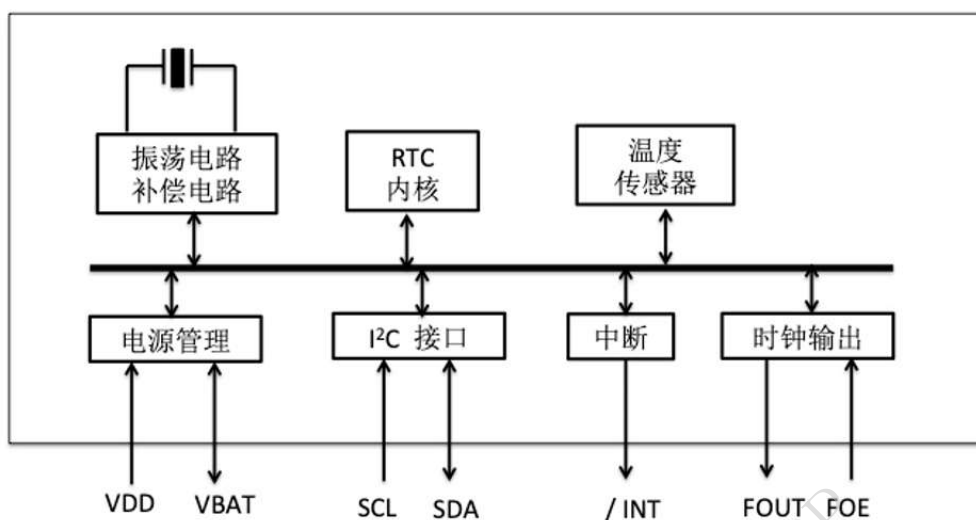 振荡电路
补偿电路
RTC
内核
温度
传感器
电源管理
I²C 接口
中断
时钟输出
VDD
VBAT
SCL
SDA
/ INT
FOUT
FOE